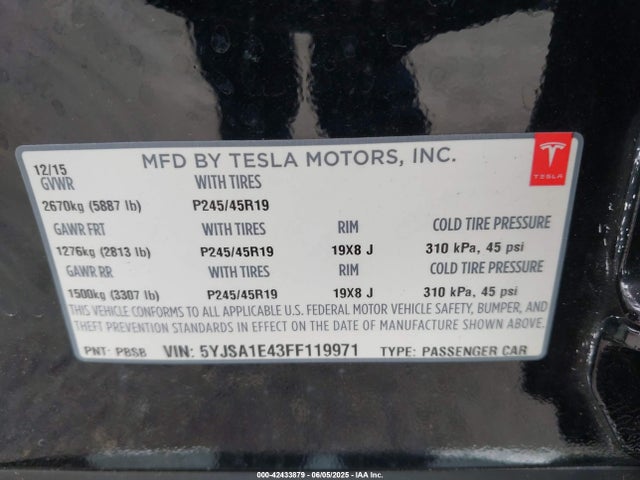 12/15 MFD BY TESLA MOTORS, INC.
GVWR WITH TIRES
TESLA
2670kg (5887 lb) P245/45R19
GAWR FRT WITH TIRES RIM COLD TIRE PRESSURE
1276kg (2813 lb) P245/45R19 19X8 J 310 kPa, 45 psi
GAWR RR WITH TIRES RIM COLD TIRE PRESSURE
1500kg (3307 lb) P245/45R19 19X8 J 310 kPa, 45 psi
THIS VEHICLE CONFORMS TO ALL APPLICABLE U.S. FEDERAL MOTOR VEHICLE SAFETY, BUMPER, AND
THEFT PREVENTION STANDARDS IN EFFECT ON THE DATE OF MANUFACTURE SHOWN ABOVE.
PNT: PBSB VIN: 5YJSA1E43FF119971 TYPE: PASSENGER CAR
000-42433879 - 06/05/2025 - IAA Inc.